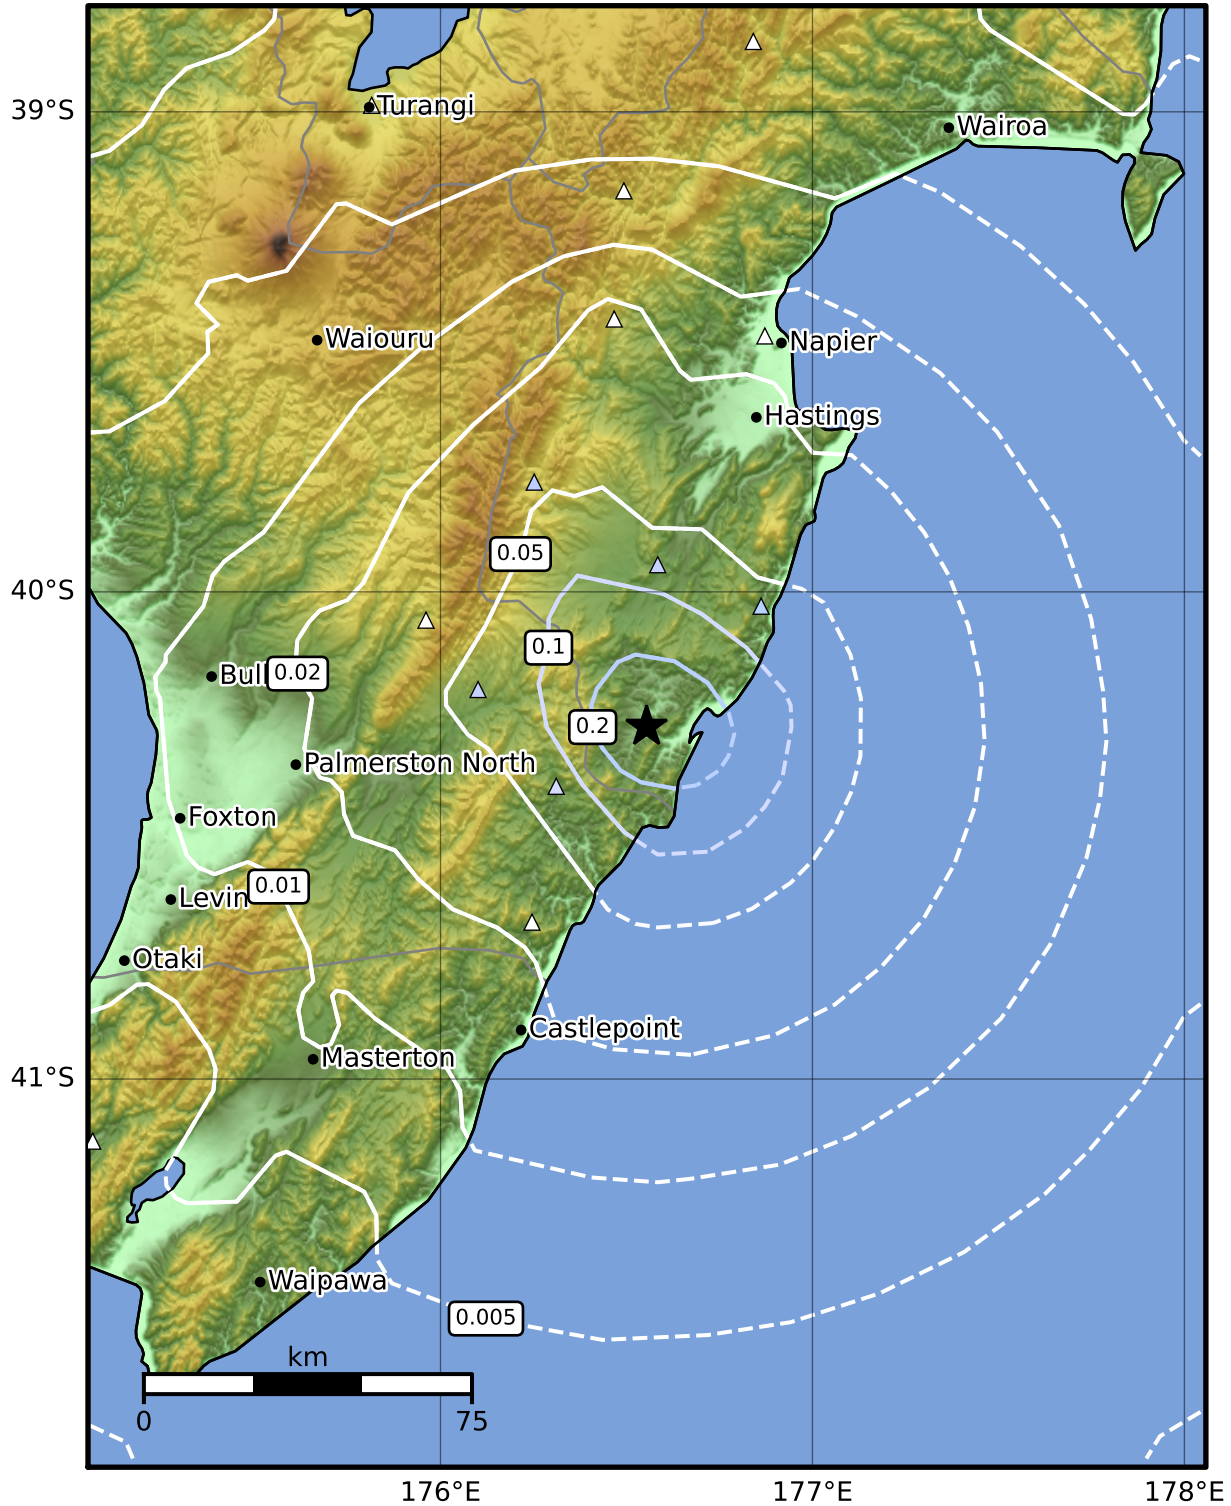 Turangi
39°S
Wairoa
Waiouru
Napier
Hastings
0.05
40°S
0.1
Bull
0.02
0.2
Palmerston North
Foxton
0.01
Levin
Otaki
Castlepoint
Masterton
41°S
Waipawa
0.005
km
0
75
176°E
177°E
178°E